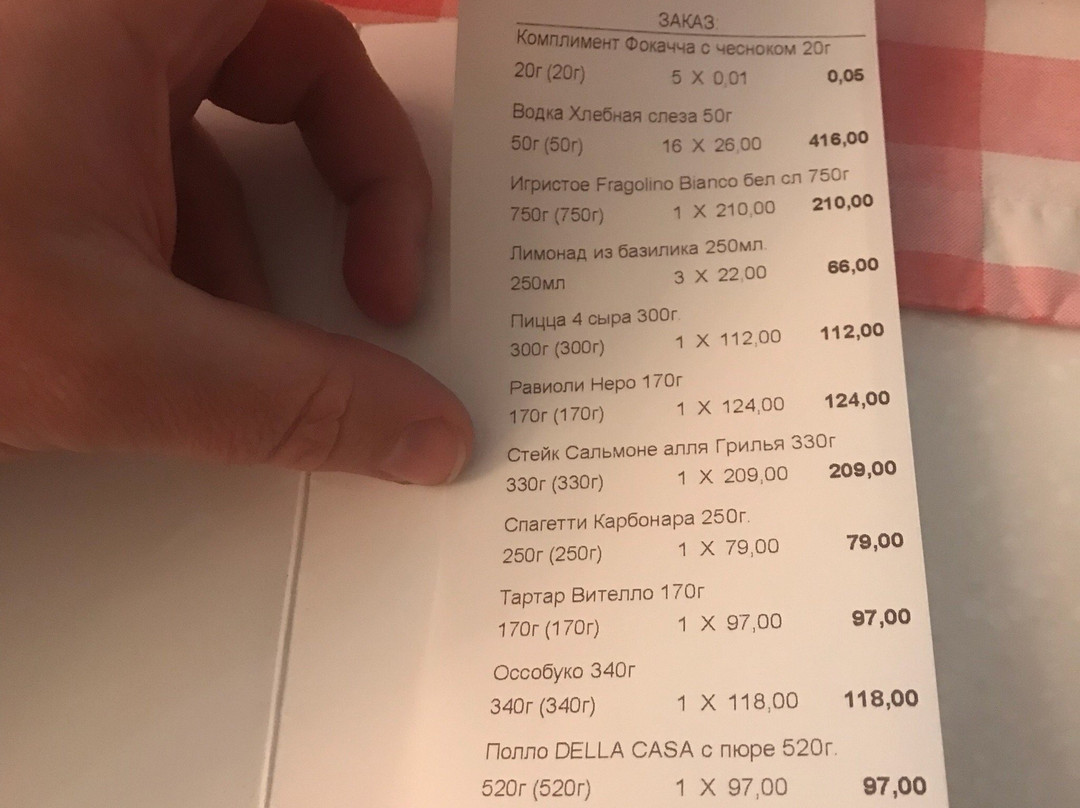 ЗАКАЗ:
Комплимент Фокачча с чесноком 20г
20г (20г) 5 X 0,01 0,05
Водка Хлебная слеза 50г
50г (50г) 16 X 26,00 416,00
Игристое Fragolino Bianco бел сл 750г
750г (750г) 1 X 210,00 210,00
Лимонад из базилика 250мл.
250мл 3 X 22,00 66,00
Пицца 4 сыра 300г.
300г (300г) 1 X 112,00 112,00
Равиоли Неро 170г
170г (170г) 1 X 124,00 124,00
Стейк Сальмоне алля Грилья 330г
330г (330г) 1 X 209,00 209,00
Спагетти Карбонара 250г.
250г (250г) 1 X 79,00 79,00
Тартар Вителло 170г
170г (170г) 1 X 97,00 97,00
Оссобуко 340г
340г (340г) 1 X 118,00 118,00
Полло DELLA CASA с пюре 520г.
520г (520г) 1 X 97,00 97,00